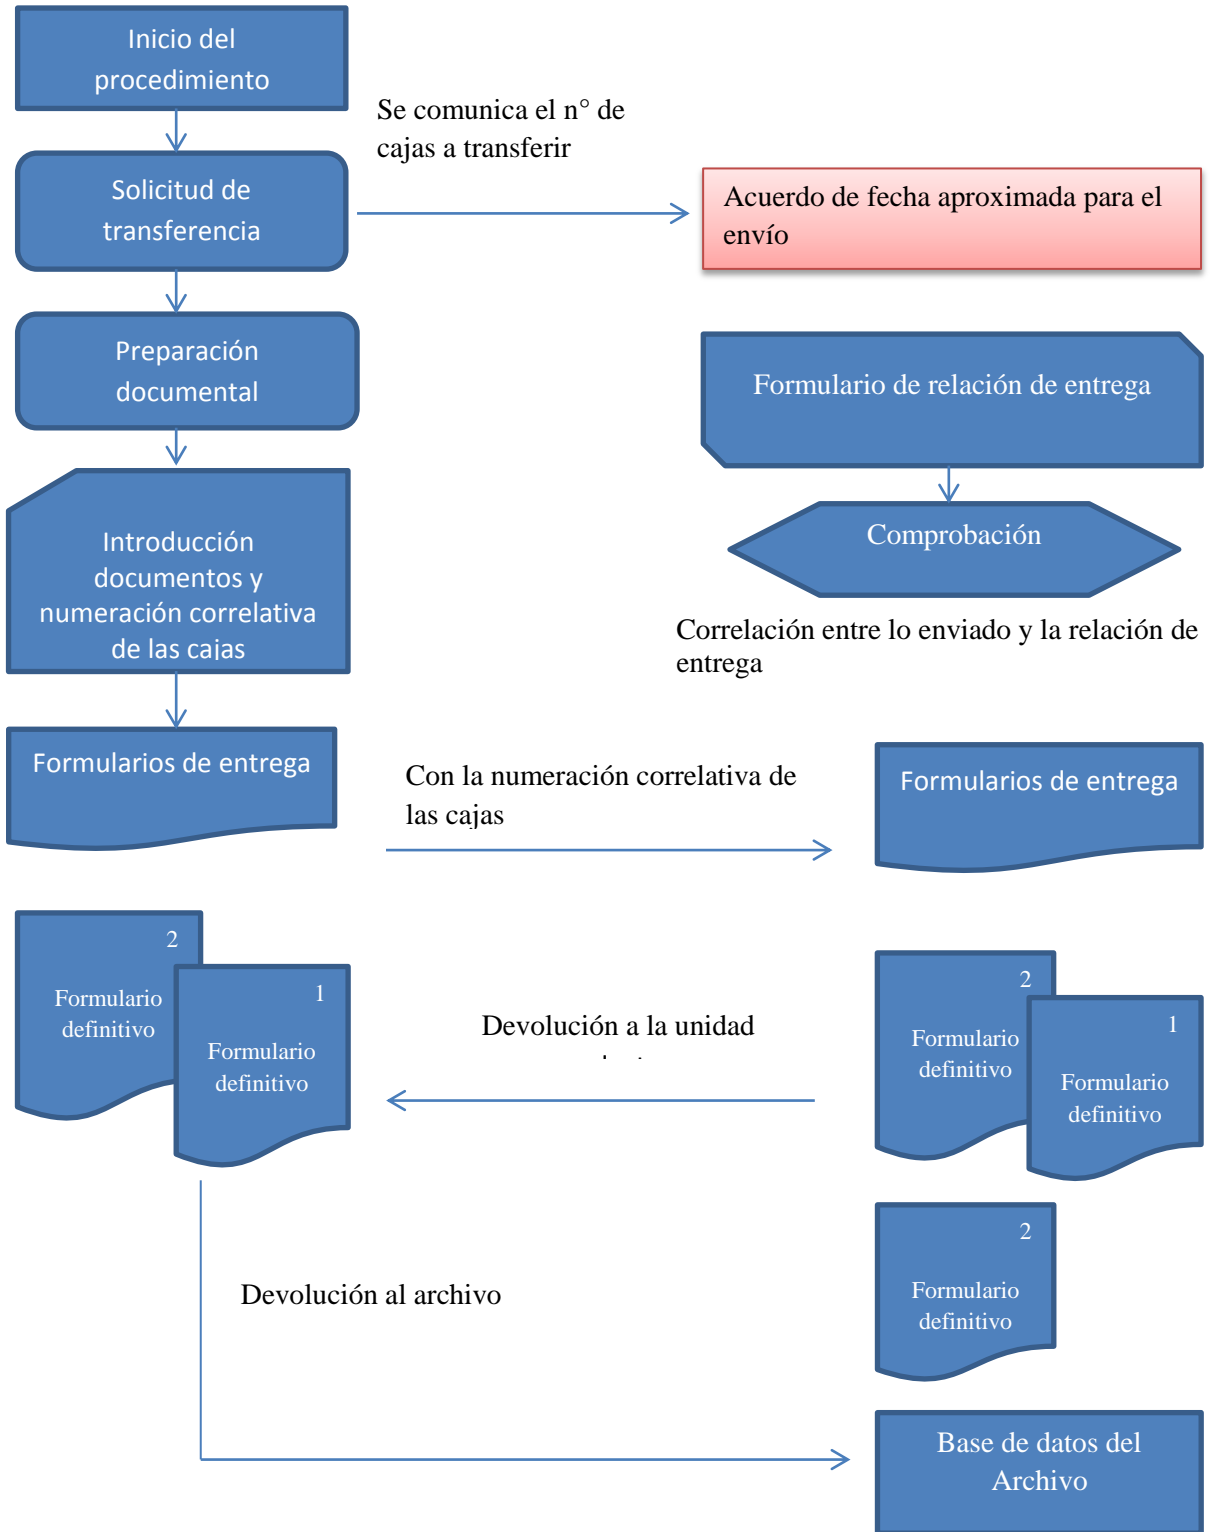 Inicio del
procedimiento
Se comunica el n° de
cajas a transferir
Solicitud de
transferencia
Acuerdo de fecha aproximada para el
envío
Preparación
documental
Formulario de relación de entrega
Introducción
documentos y
numeración correlativa
de las cajas
Comprobación
Correlación entre lo enviado y la relación de
entrega
Formularios de entrega
Con la numeración correlativa de
las cajas
Formularios de entrega
2
Formulario
definitivo
1
Formulario
definitivo
Devolución a la unidad
2
Formulario
definitivo
1
Formulario
definitivo
2
Formulario
definitivo
Devolución al archivo
Base de datos del
Archivo